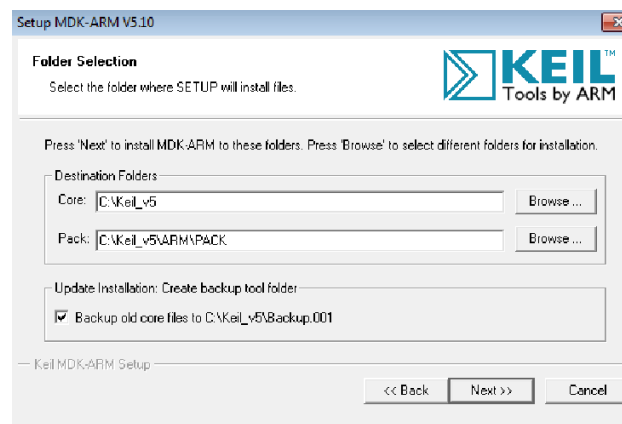 Setup MDK-ARM V5.10
Folder Selection
Select the folder where SETUP will install files.
KEIL™
Tools by ARM
Press 'Next' to install MDK-ARM to these folders. Press 'Browse' to select different folders for installation.
Destination Folders
Core: C:\Keil_v5 Browse ...
Pack: C:\Keil_v5\ARM\PACK Browse ...
Update Installation: Create backup tool folder
Backup old core files to C:\Keil_v5\Backup.001
Keil MDK-ARM Setup
<< Back Next >> Cancel